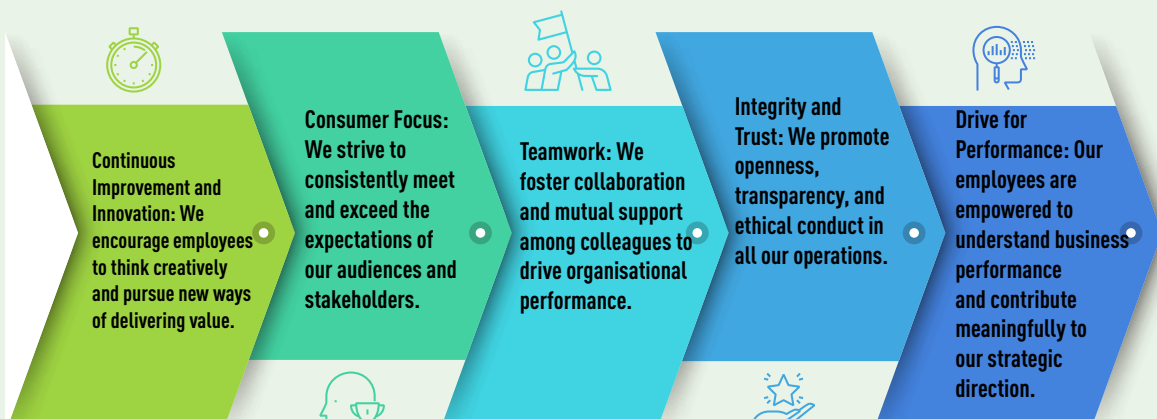 Continuous
Improvement and
Innovation: We
encourage employees
to think creatively
and pursue new ways
of delivering value.
Consumer Focus:
We strive to
consistently meet
and exceed the
expectations of
our audiences and
stakeholders.
Teamwork: We
foster collaboration
and mutual support
among colleagues to
drive organisational
performance.
Integrity and
Trust: We promote
openness,
transparency, and
ethical conduct in
all our operations.
Drive for
Performance: Our
employees are
empowered to
understand business
performance
and contribute
meaningfully to
our strategic
direction.